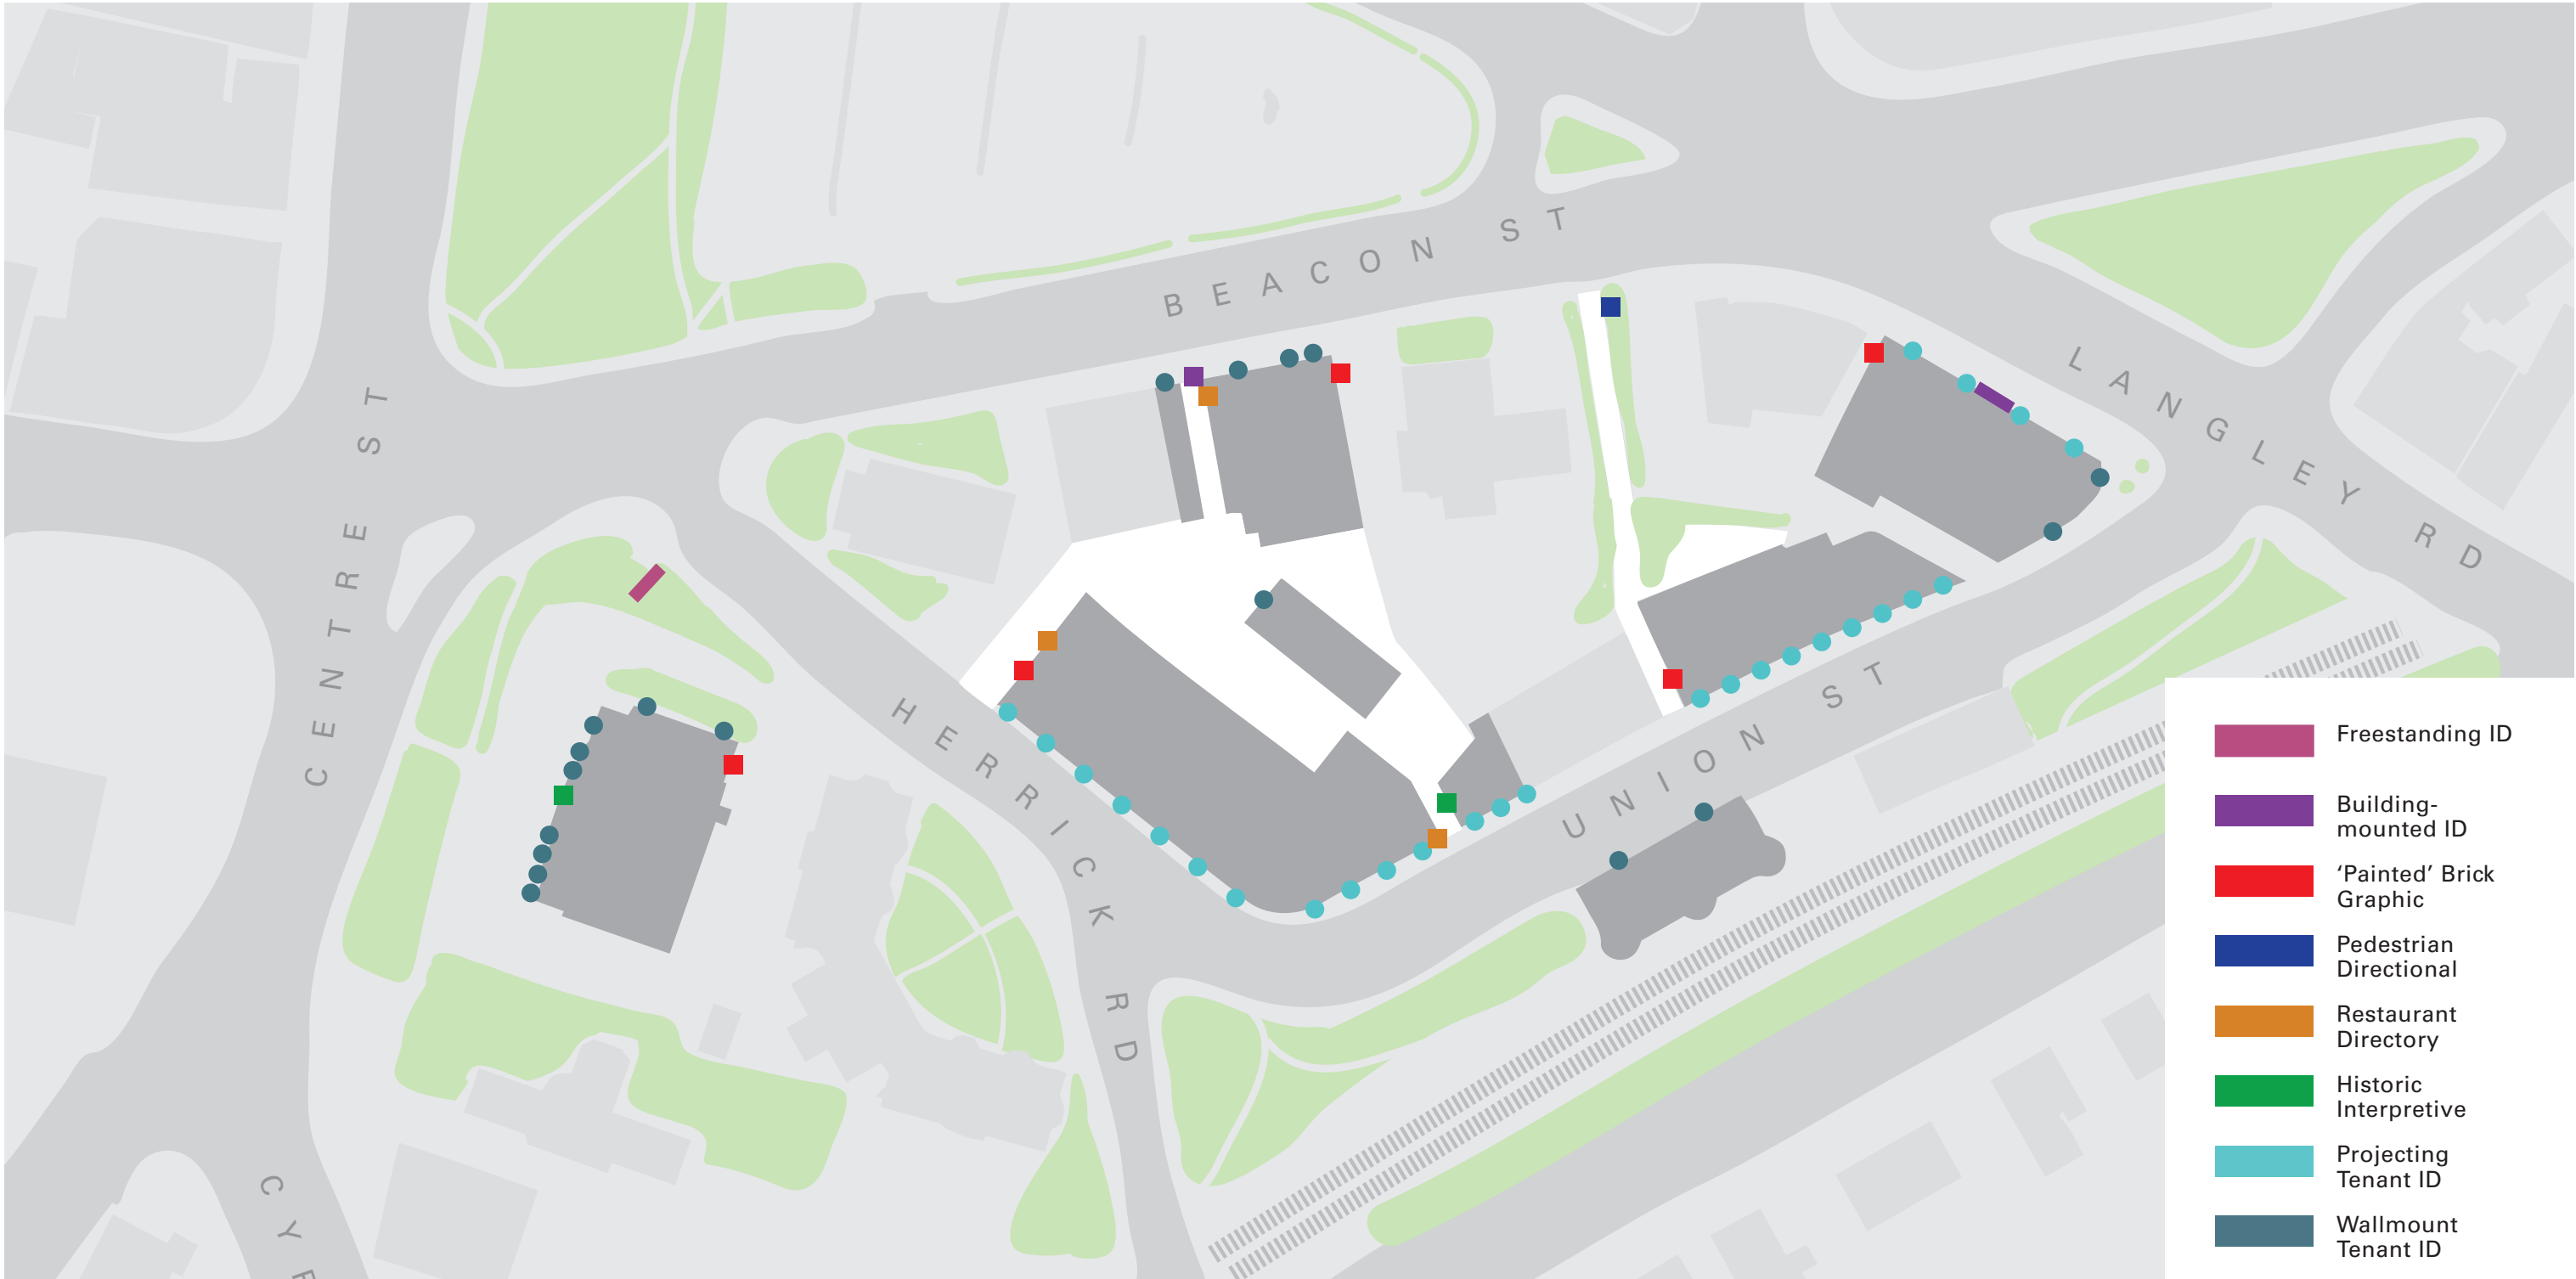 BEACON ST
CENTRE ST
LANGLEY RD
HERRICK RD
UNION ST
CY
Freestanding ID
Building-
mounted ID
‘Painted’ Brick
Graphic
Pedestrian
Directional
Restaurant
Directory
Historic
Interpretive
Projecting
Tenant ID
Wallmount
Tenant ID